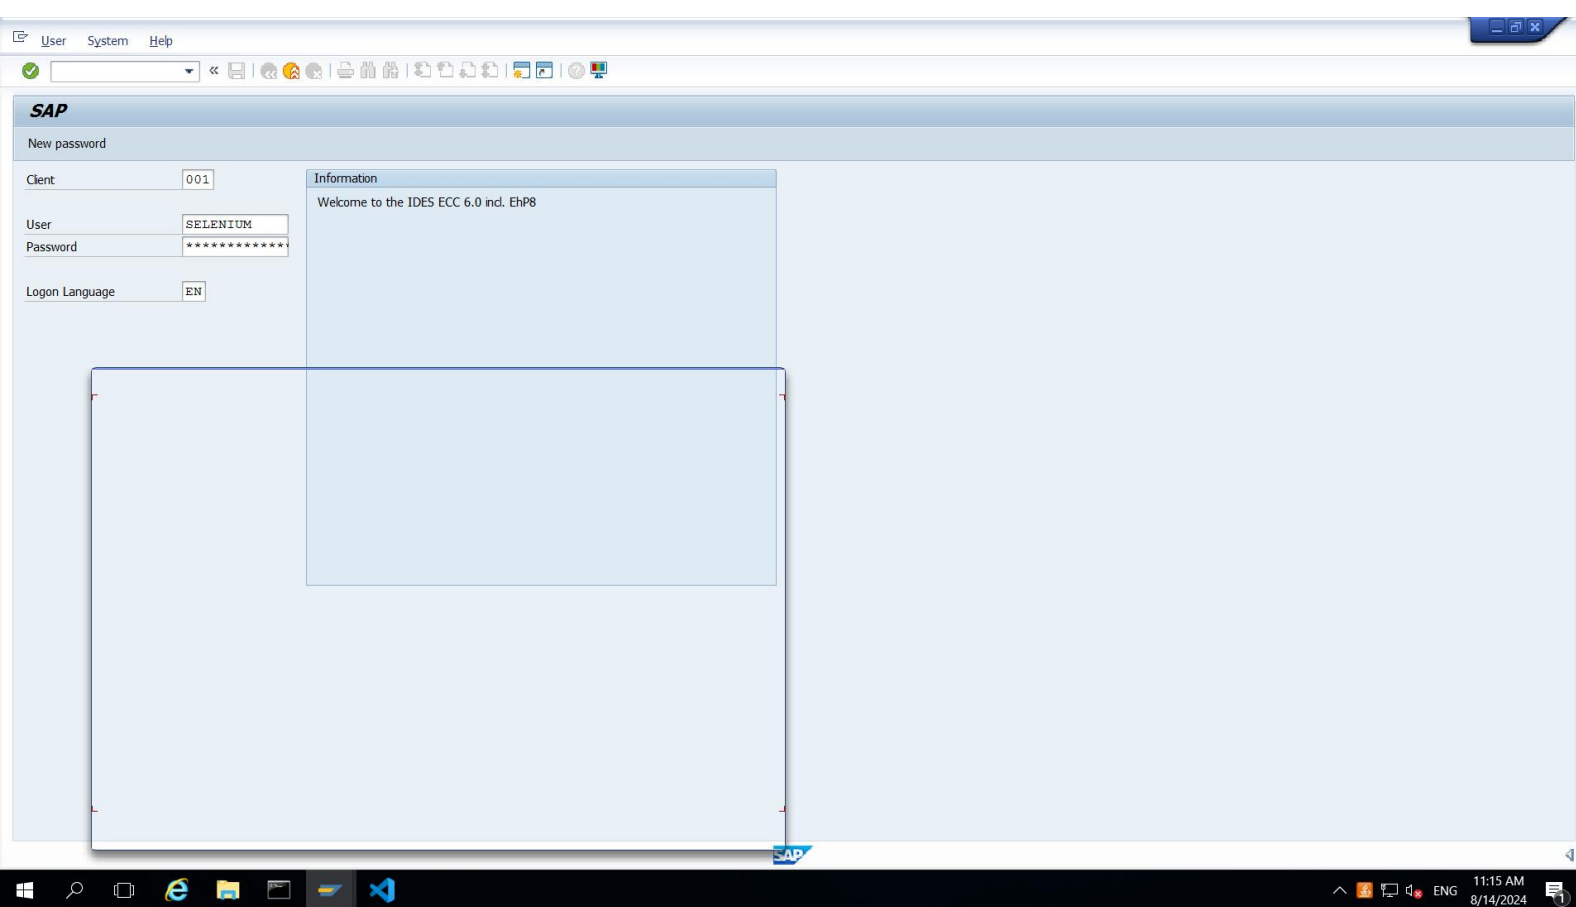 User System Help
SAP
New password
Client 001
Information
Welcome to the IDES ECC 6.0 incl. EhP8
User SELENIUM
Password *************
Logon Language EN
SAP
ENG
11:15 AM
8/14/2024
1